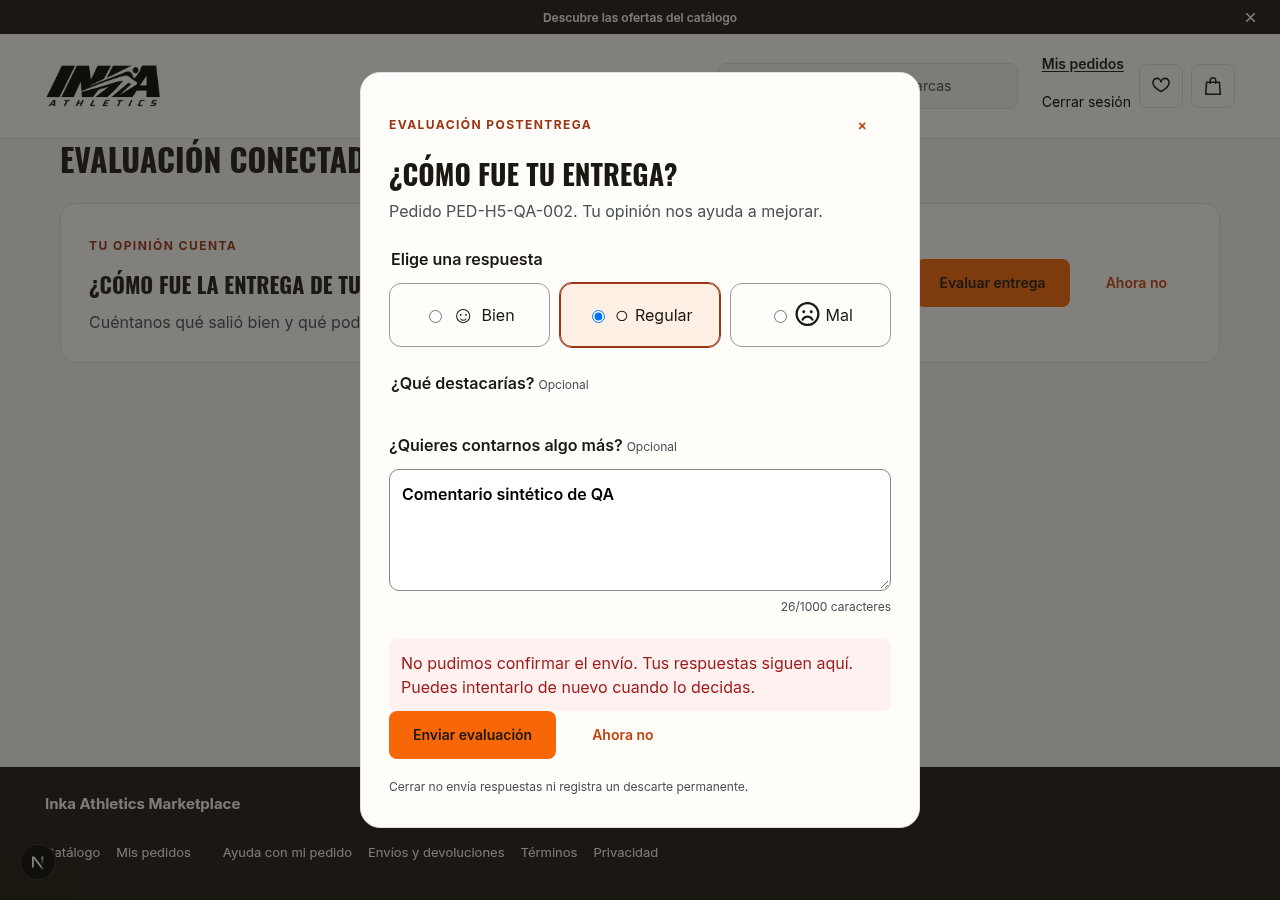 Descubre las ofertas del catálogo ✕
INKA
ATHLETICS
arcas
Mis pedidos
Cerrar sesión
EVALUACIÓN CONECTAD
TU OPINIÓN CUENTA
¿CÓMO FUE LA ENTREGA DE TU
Cuéntanos qué salió bien y qué pod
Evaluar entrega
Ahora no
EVALUACIÓN POSTENTREGA ×
¿CÓMO FUE TU ENTREGA?
Pedido PED-H5-QA-002. Tu opinión nos ayuda a mejorar.
Elige una respuesta
☺ Bien
○ Regular
☹ Mal
¿Qué destacarías? Opcional
¿Quieres contarnos algo más? Opcional
Comentario sintético de QA
26/1000 caracteres
No pudimos confirmar el envío. Tus respuestas siguen aquí.
Puedes intentarlo de nuevo cuando lo decidas.
Enviar evaluación
Ahora no
Cerrar no envía respuestas ni registra un descarte permanente.
Inka Athletics Marketplace
N
atálogo Mis pedidos Ayuda con mi pedido Envíos y devoluciones Términos Privacidad